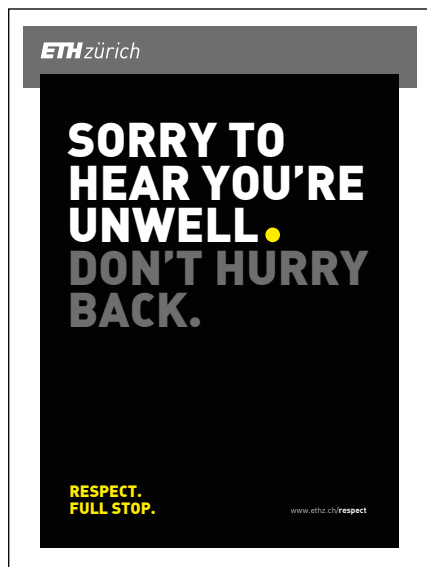 ETH zürich
SORRY TO
HEAR YOU’RE
UNWELL.
DON’T HURRY
BACK.
RESPECT.
FULL STOP.
www.ethz.ch/respect